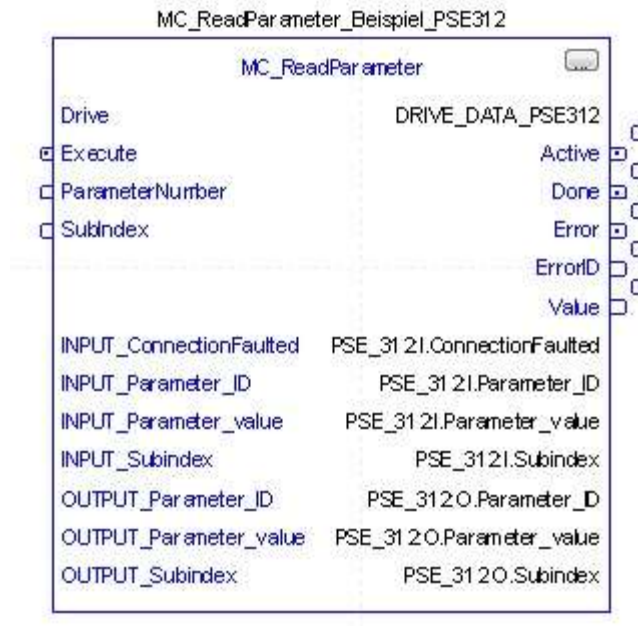 MC_ReadParameter_Beispiel_PSE312
MC_ReadParameter
...
Drive DRIVE_DATA_PSE312
Execute Active
ParameterNumber Done
SubIndex Error
ErrorID
Value
INPUT_ConnectionFaulted PSE_312I.ConnectionFaulted
INPUT_Parameter_ID PSE_312I.Parameter_ID
INPUT_Parameter_value PSE_312I.Parameter_value
INPUT_Subindex PSE_312I.Subindex
OUTPUT_Parameter_ID PSE_312O.Parameter_ID
OUTPUT_Parameter_value PSE_312O.Parameter_value
OUTPUT_Subindex PSE_312O.Subindex